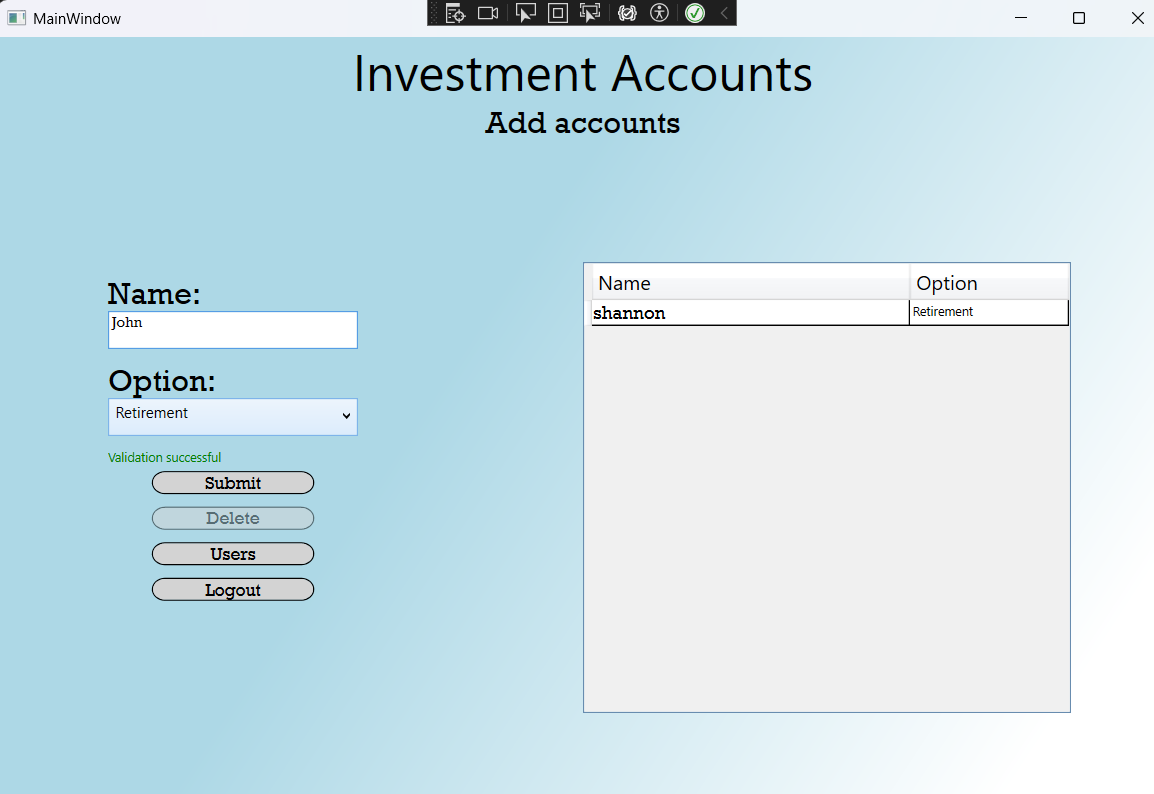 MainWindow
Investment Accounts
Add accounts
Name:
John
Option:
Retirement
Validation successful
Submit
Delete
Users
Logout
Name Option
shannon Retirement